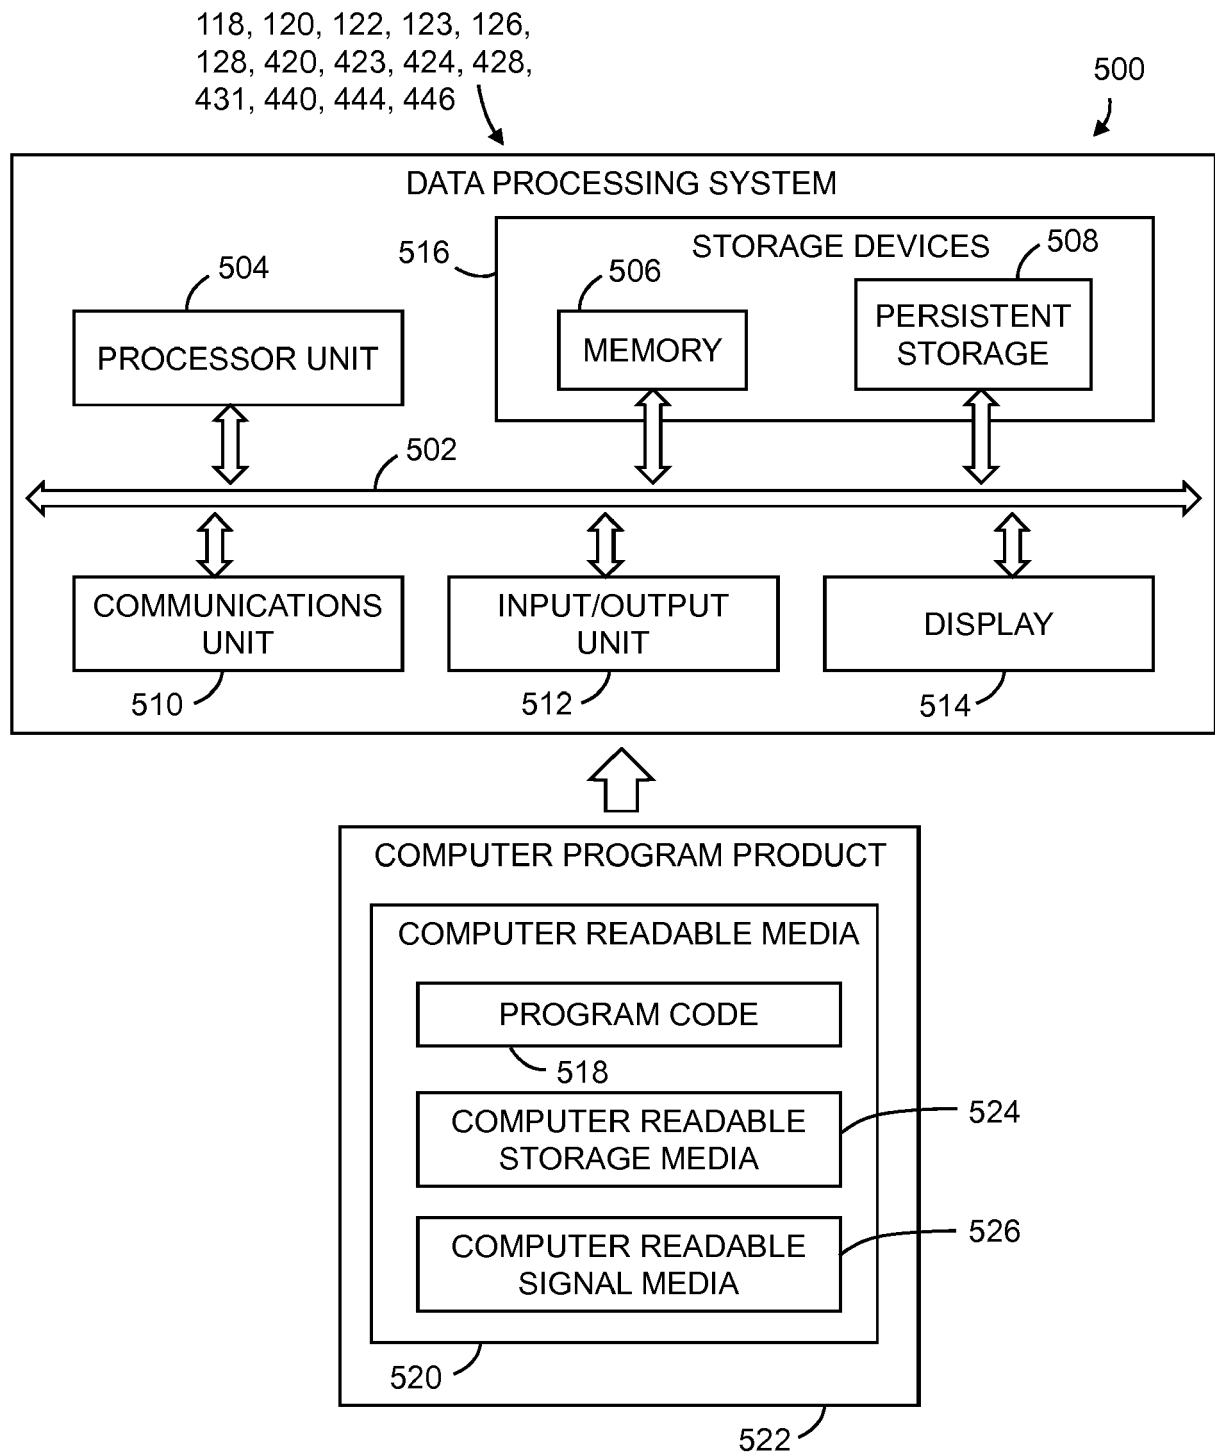 118, 120, 122, 123, 126,
128, 420, 423, 424, 428,
431, 440, 444, 446
500
DATA PROCESSING SYSTEM
516
STORAGE DEVICES
508
504
506
PROCESSOR UNIT
MEMORY
PERSISTENT
STORAGE
502
COMMUNICATIONS
UNIT
INPUT/OUTPUT
UNIT
DISPLAY
510
512
514
COMPUTER PROGRAM PRODUCT
COMPUTER READABLE MEDIA
PROGRAM CODE
518
COMPUTER READABLE
STORAGE MEDIA
524
COMPUTER READABLE
SIGNAL MEDIA
526
520
522